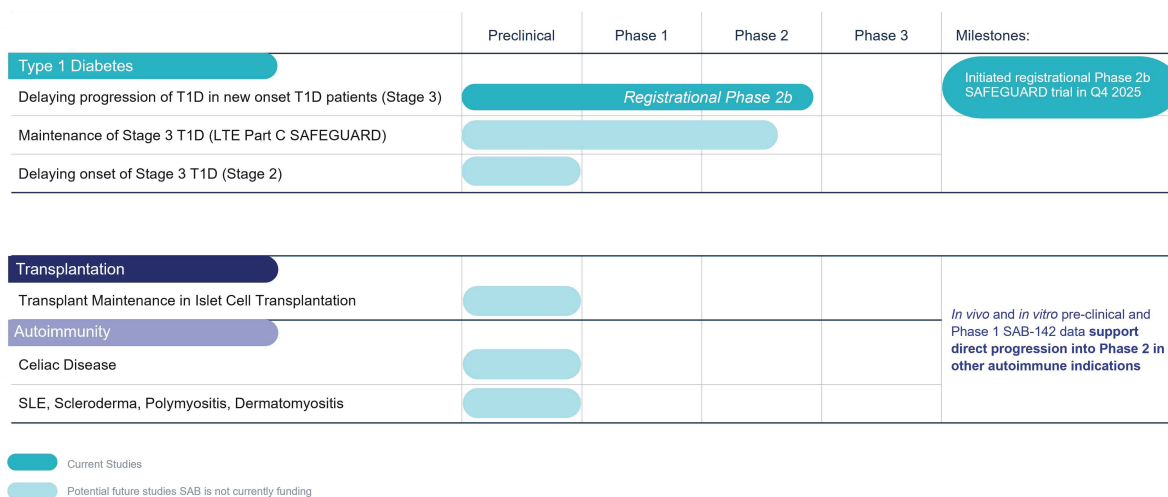 Preclinical Phase 1 Phase 2 Phase 3 Milestones:
Type 1 Diabetes
Delaying progression of T1D in new onset T1D patients (Stage 3)
Registrational Phase 2b
Initiated registrational Phase 2b
SAFEGUARD trial in Q4 2025
Maintenance of Stage 3 T1D (LTE Part C SAFEGUARD)
Delaying onset of Stage 3 T1D (Stage 2)
Transplantation
Transplant Maintenance in Islet Cell Transplantation
Autoimmunity
Celiac Disease
SLE, Scleroderma, Polymyositis, Dermatomyositis
In vivo and in vitro pre-clinical and
Phase 1 SAB-142 data support
direct progression into Phase 2 in
other autoimmune indications
Current Studies
Potential future studies SAB is not currently funding